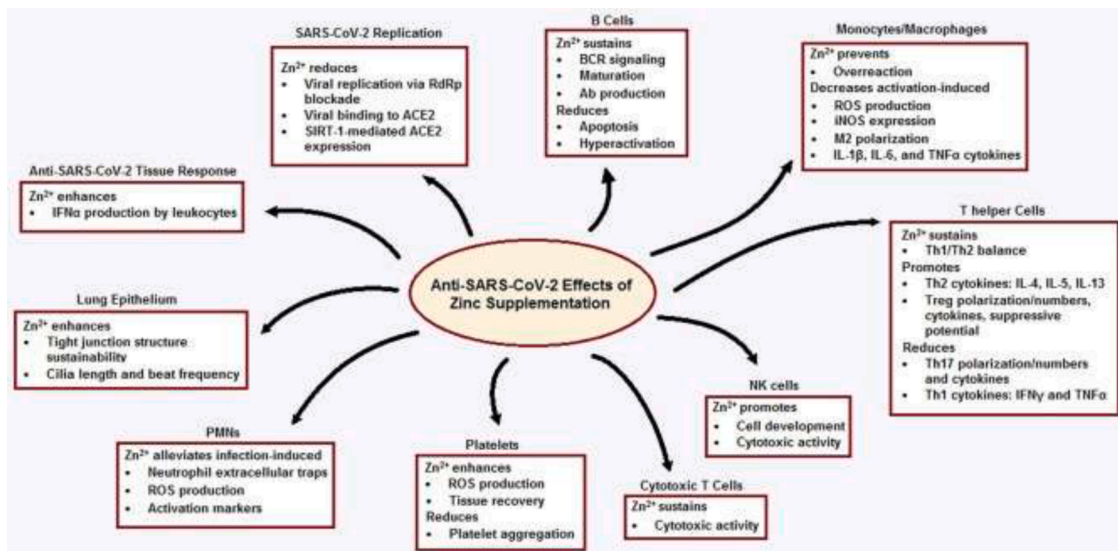 SARS-CoV-2 Replication
Zn²⁺ reduces
• Viral replication via RdRp
blockade
• Viral binding to ACE2
• SIRT-1-mediated ACE2
expression
B Cells
Zn²⁺ sustains
• BCR signaling
• Maturation
• Ab production
Reduces
• Apoptosis
• Hyperactivation
Monocytes/Macrophages
Zn²⁺ prevents
• Overreaction
Decreases activation-induced
• ROS production
• iNOS expression
• M2 polarization
• IL-1β, IL-6, and TNFα cytokines
Anti-SARS-CoV-2 Tissue Response
Zn²⁺ enhances
• IFNα production by leukocytes
T helper Cells
Zn²⁺ sustains
• Th1/Th2 balance
Promotes
• Th2 cytokines: IL-4, IL-5, IL-13
• Treg polarization/numbers,
cytokines, suppressive
potential
Reduces
• Th17 polarization/numbers
and cytokines
• Th1 cytokines: IFNγ and TNFα
Anti-SARS-CoV-2 Effects of
Zinc Supplementation
Lung Epithelium
Zn²⁺ enhances
• Tight junction structure
sustainability
• Cilia length and beat frequency
NK cells
Zn²⁺ promotes
• Cell development
• Cytotoxic activity
PMNs
Zn²⁺ alleviates infection-induced
• Neutrophil extracellular traps
• ROS production
• Activation markers
Platelets
Zn²⁺ enhances
• ROS production
• Tissue recovery
Reduces
• Platelet aggregation
Cytotoxic T Cells
Zn²⁺ sustains
• Cytotoxic activity